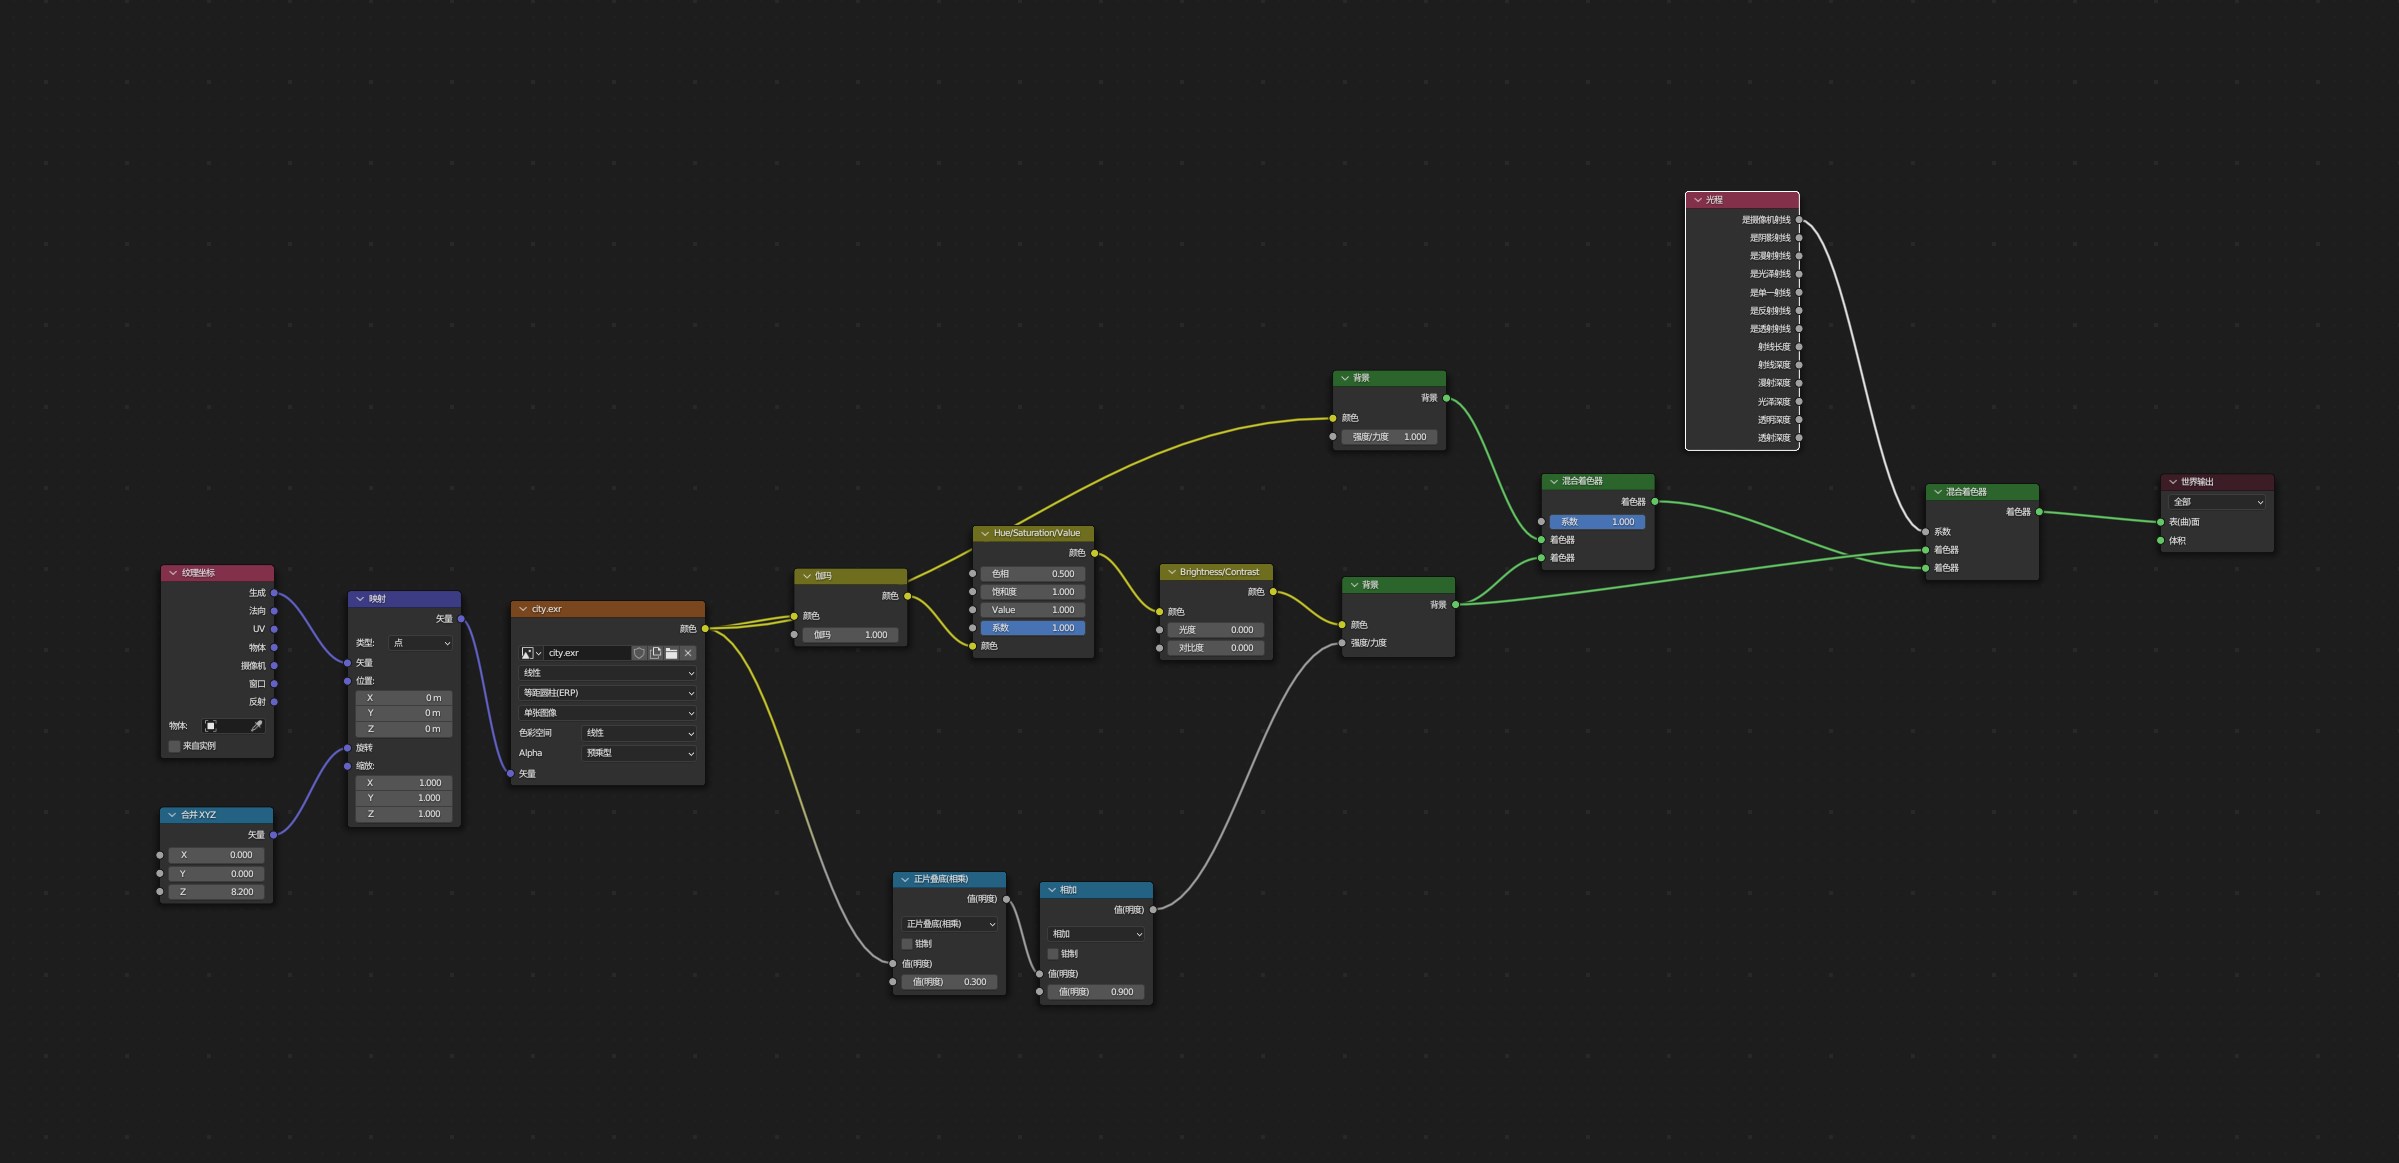 纹理坐标
生成
法向
UV
物体
摄像机
窗口
反射
物体:
来自实例
合并 XYZ
矢量
X 0.000
Y 0.000
Z 8.200
映射
矢量
类型: 点
矢量
位置:
X 0 m
Y 0 m
Z 0 m
旋转
缩放:
X 1.000
Y 1.000
Z 1.000
city.exr
颜色
city.exr
线性
等距圆柱(ERP)
单张图像
色彩空间 线性
Alpha 预乘型
矢量
伽玛
颜色
颜色
伽玛 1.000
Hue/Saturation/Value
颜色
色相 0.500
饱和度 1.000
Value 1.000
系数 1.000
颜色
Brightness/Contrast
颜色
颜色
光度 0.000
对比度 0.000
正片叠底(相乘)
值(明度)
正片叠底(相乘)
钳制
值(明度)
值(明度) 0.300
相加
值(明度)
相加
钳制
值(明度)
值(明度) 0.900
背景
背景
颜色
强度/力度 1.000
背景
背景
颜色
强度/力度
混合着色器
着色器
系数 1.000
着色器
着色器
光程
是摄像机射线
是阴影射线
是漫射射线
是光泽射线
是单一射线
是反射射线
是透射射线
射线长度
射线深度
漫射深度
光泽深度
透明深度
透射深度
混合着色器
着色器
系数
着色器
着色器
世界输出
全部
表(曲)面
体积